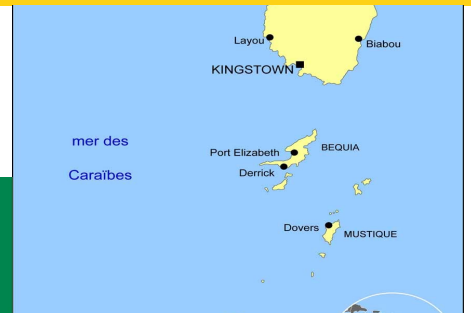 Layou
Biabou
KINGSTOWN
mer des
Caraïbes
Port Elizabeth
BEQUIA
Derrick
Dovers
MUSTIQUE